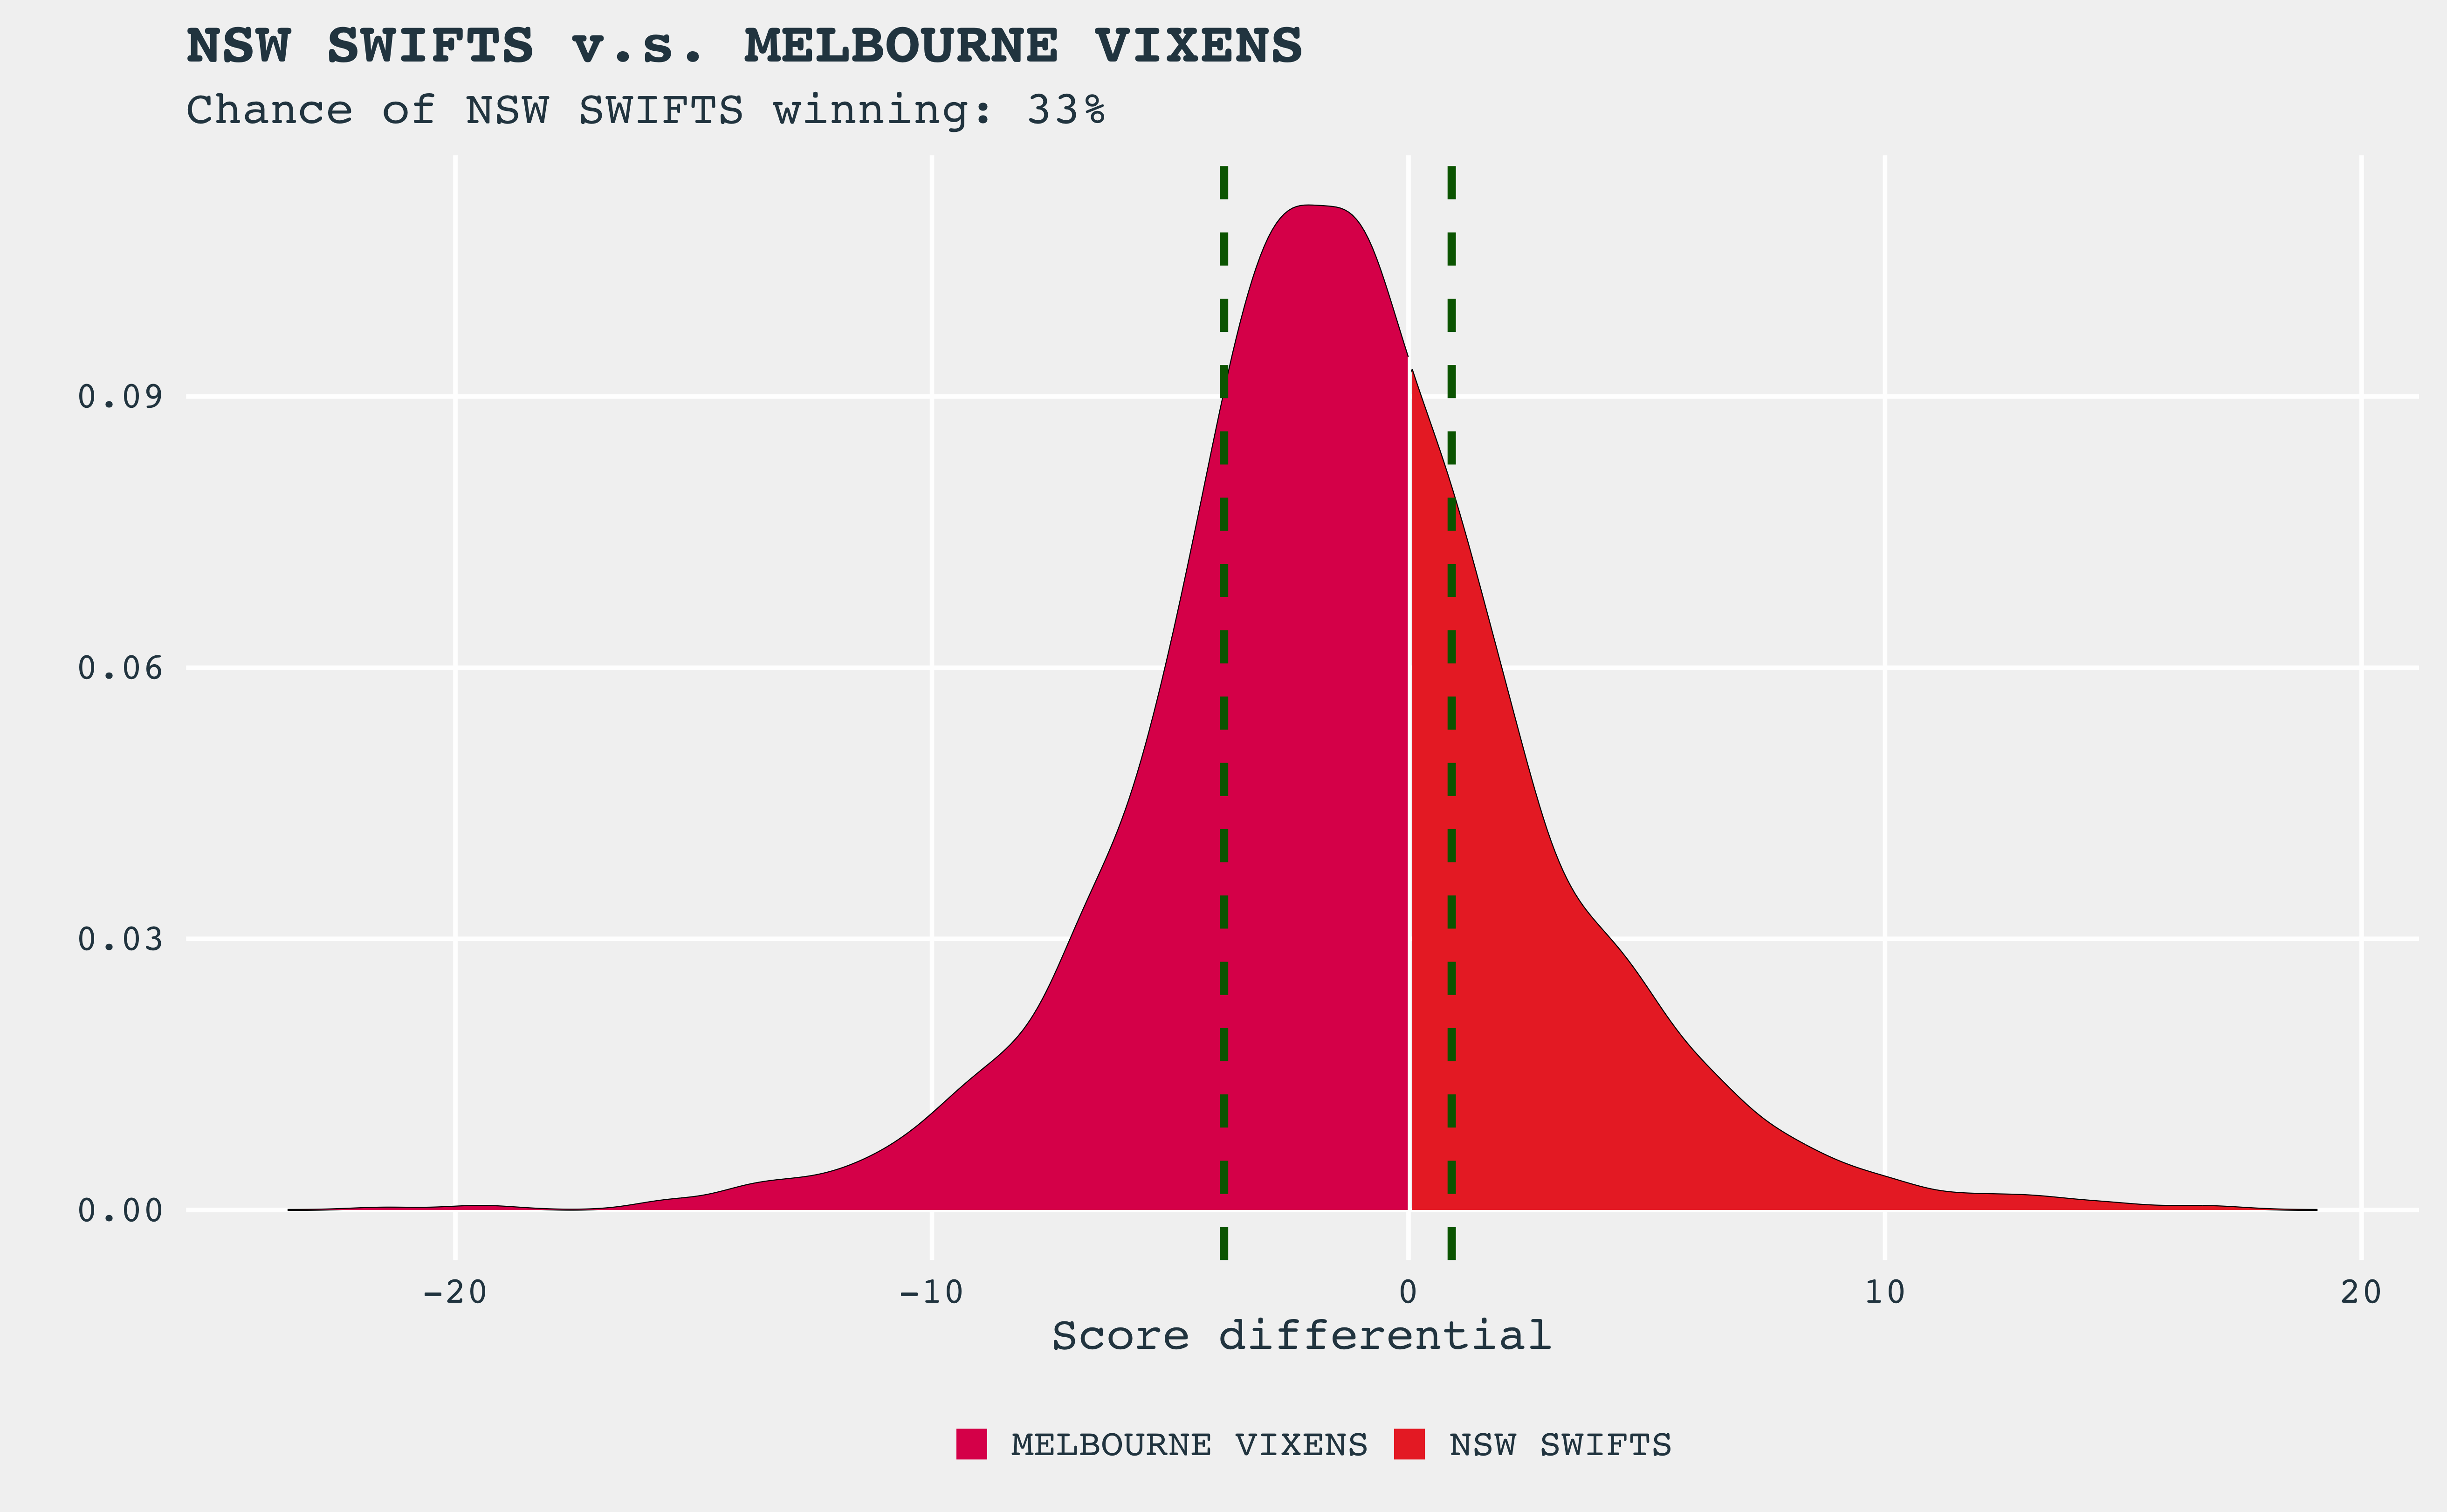 NSW SWIFTS v.s. MELBOURNE VIXENS
Chance of NSW SWIFTS winning: 33%
0.09
0.06
0.03
0.00
-20 -10 0 10 20
Score differential
MELBOURNE VIXENS NSW SWIFTS